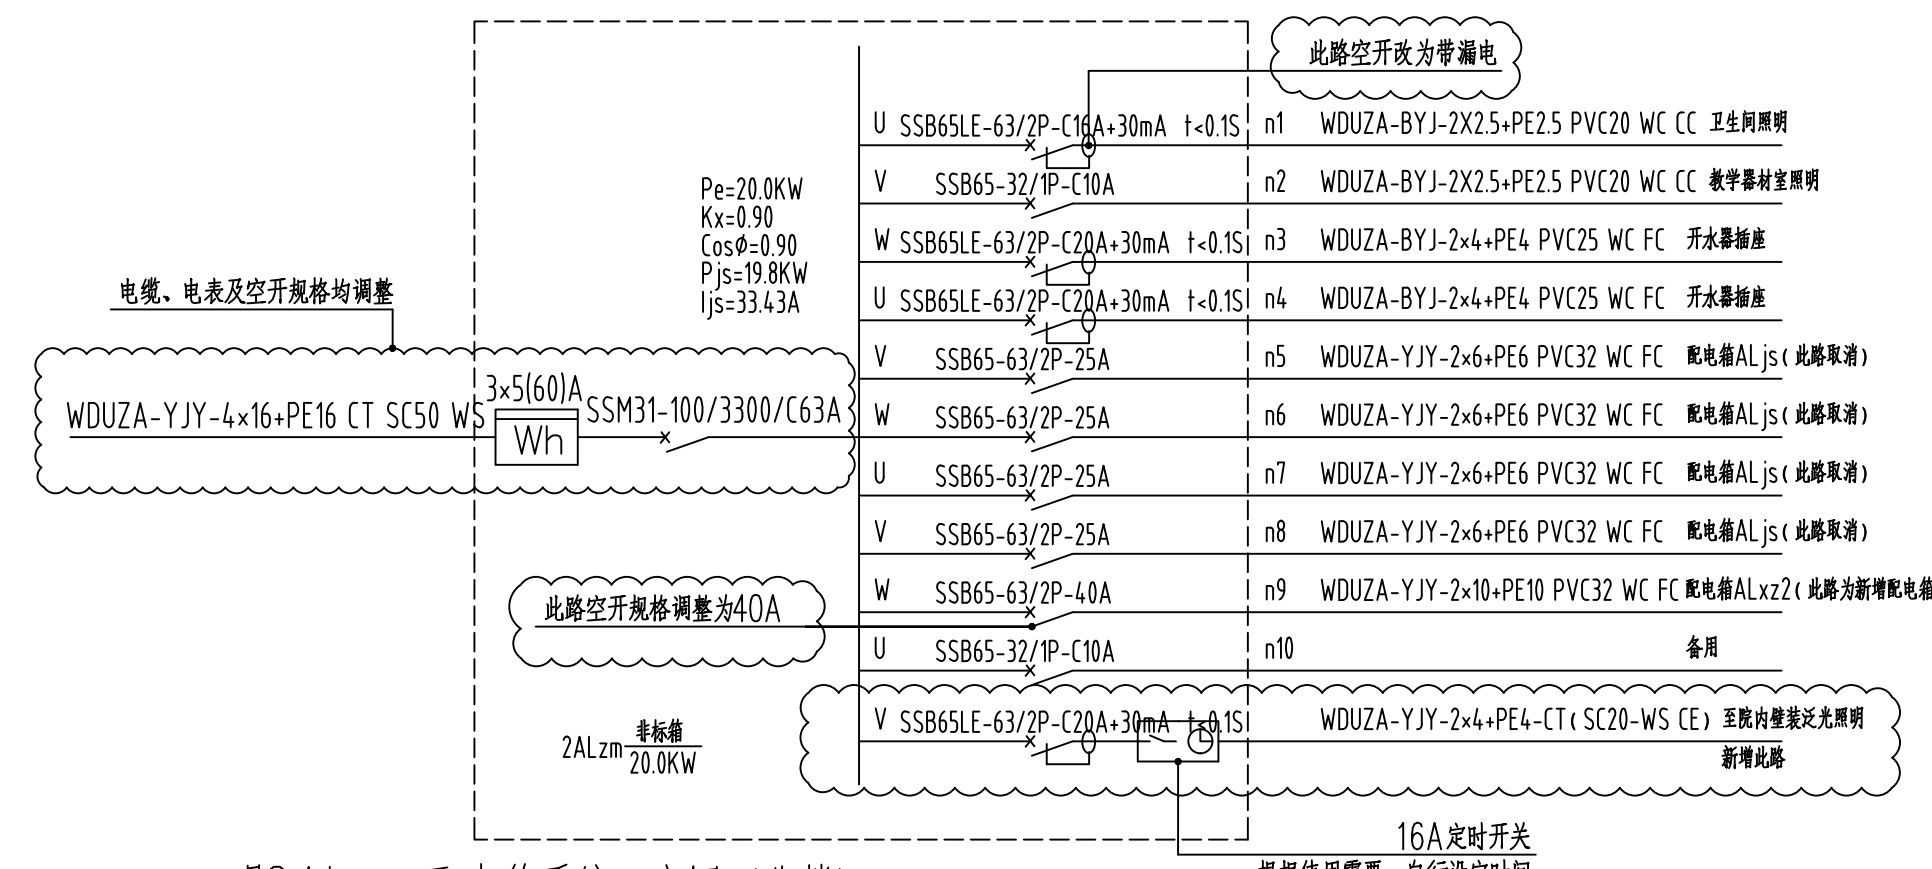 此路空开改为带漏电
U SSB65LE-63/2P-C16A+30mA t<0.1S n1 WDUZA-BYJ-2X2.5+PE2.5 PVC20 WC CC 卫生间照明
V SSB65-32/1P-C10A n2 WDUZA-BYJ-2X2.5+PE2.5 PVC20 WC CC 教学器材室照明
Pe=20.0KW
Kx=0.90
CosØ=0.90
Pjs=19.8KW
Ijs=33.43A
W SSB65LE-63/2P-C20A+30mA t<0.1S n3 WDUZA-BYJ-2×4+PE4 PVC25 WC FC 开水器插座
U SSB65LE-63/2P-C20A+30mA t<0.1S n4 WDUZA-BYJ-2×4+PE4 PVC25 WC FC 开水器插座
电缆、电表及空开规格均调整
V SSB65-63/2P-25A n5 WDUZA-YJY-2×6+PE6 PVC32 WC FC 配电箱ALjs(此路取消)
WDUZA-YJY-4×16+PE16 CT SC50 WS
3×5(60)A
Wh
SSM31-100/3300/C63A
W SSB65-63/2P-25A n6 WDUZA-YJY-2×6+PE6 PVC32 WC FC 配电箱ALjs(此路取消)
U SSB65-63/2P-25A n7 WDUZA-YJY-2×6+PE6 PVC32 WC FC 配电箱ALjs(此路取消)
V SSB65-63/2P-25A n8 WDUZA-YJY-2×6+PE6 PVC32 WC FC 配电箱ALjs(此路取消)
W SSB65-63/2P-40A n9 WDUZA-YJY-2×10+PE10 PVC32 WC FC 配电箱ALxz2(此路为新增配电箱
此路空开规格调整为40A
U SSB65-32/1P-C10A n10 备用
V SSB65LE-63/2P-C20A+30mA t<0.1S WDUZA-YJY-2×4+PE4-CT(SC20-WS CE) 至院内壁装泛光照明
新增此路
2ALzm 非标箱
20.0KW
16A定时开关